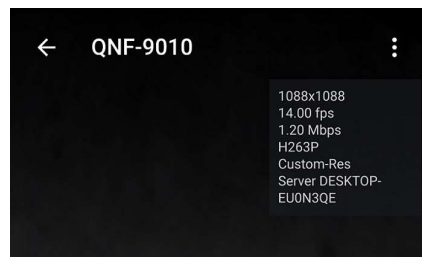 QNF-9010
1088x1088
14.00 fps
1.20 Mbps
H263P
Custom-Res
Server DESKTOP-
EU0N3QE